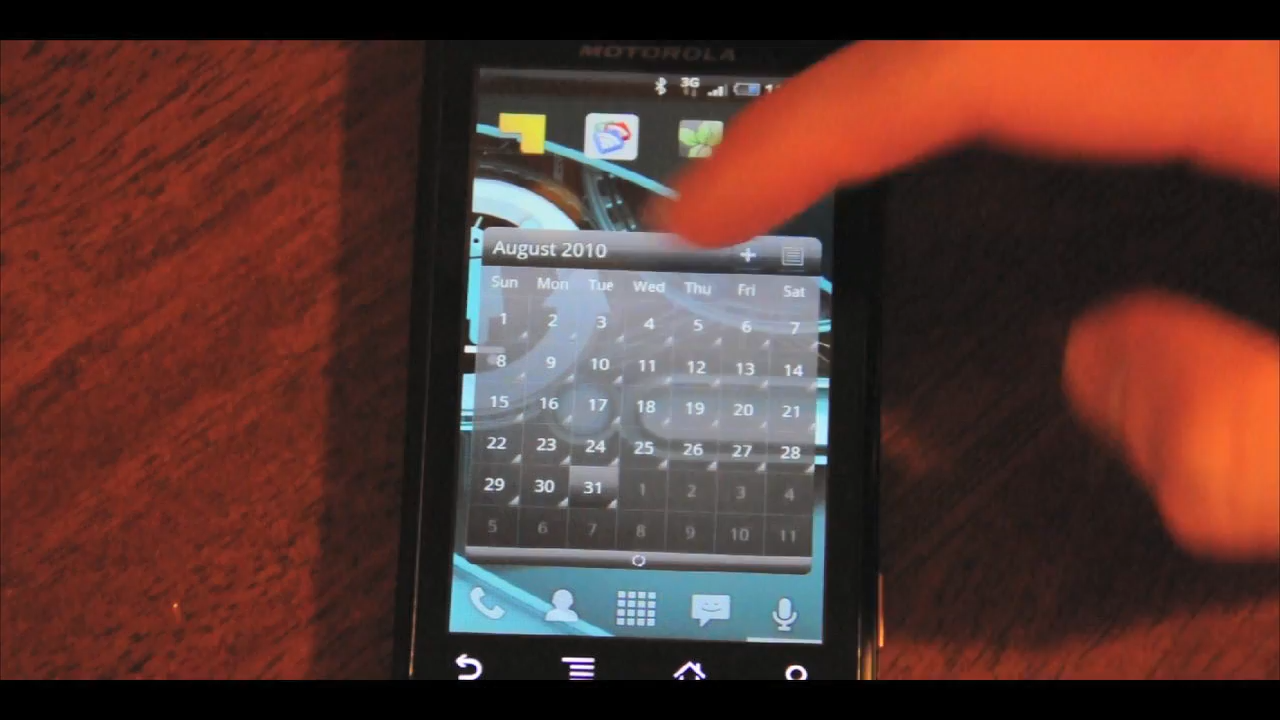 MOTOROLA
3G
August 2010 +
Sun Mon Tue Wed Thu Fri Sat
1 2 3 4 5 6 7
8 9 10 11 12 13 14
15 16 17 18 19 20 21
22 23 24 25 26 27 28
29 30 31 1 2 3 4
5 6 7 8 9 10 11